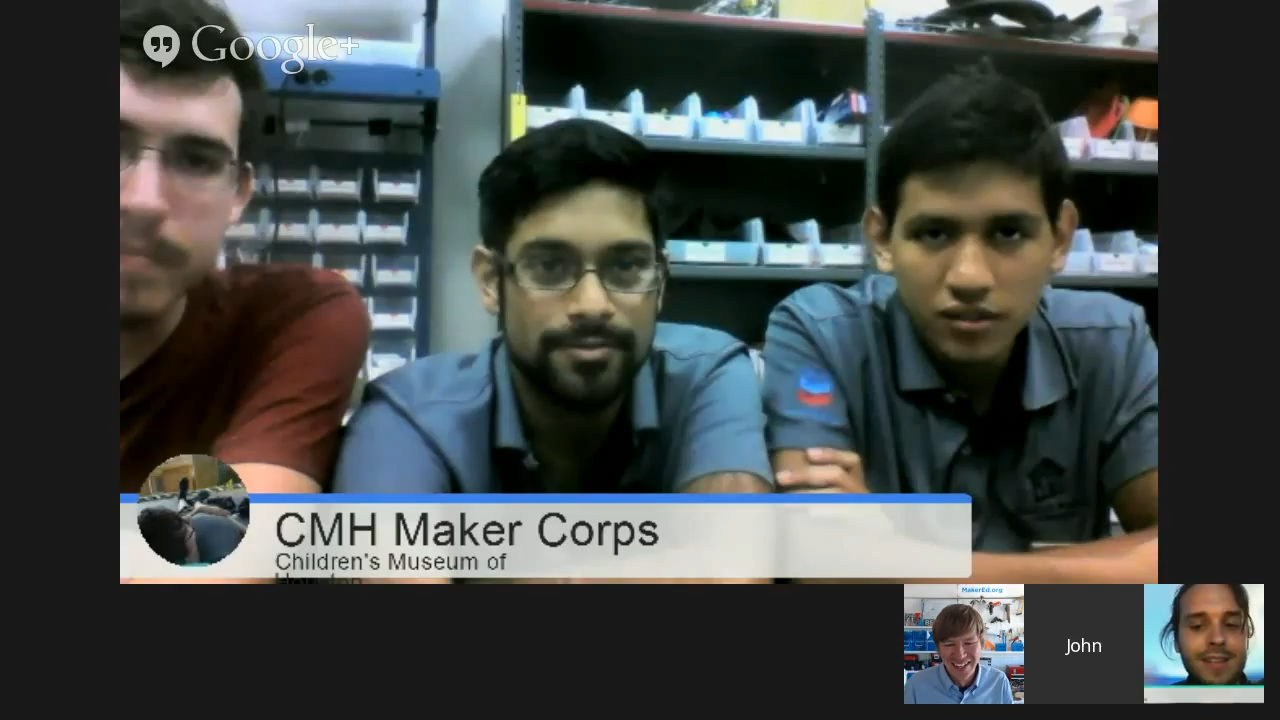 Google+
CMH Maker Corps
Children's Museum of
MakerEd.org
John